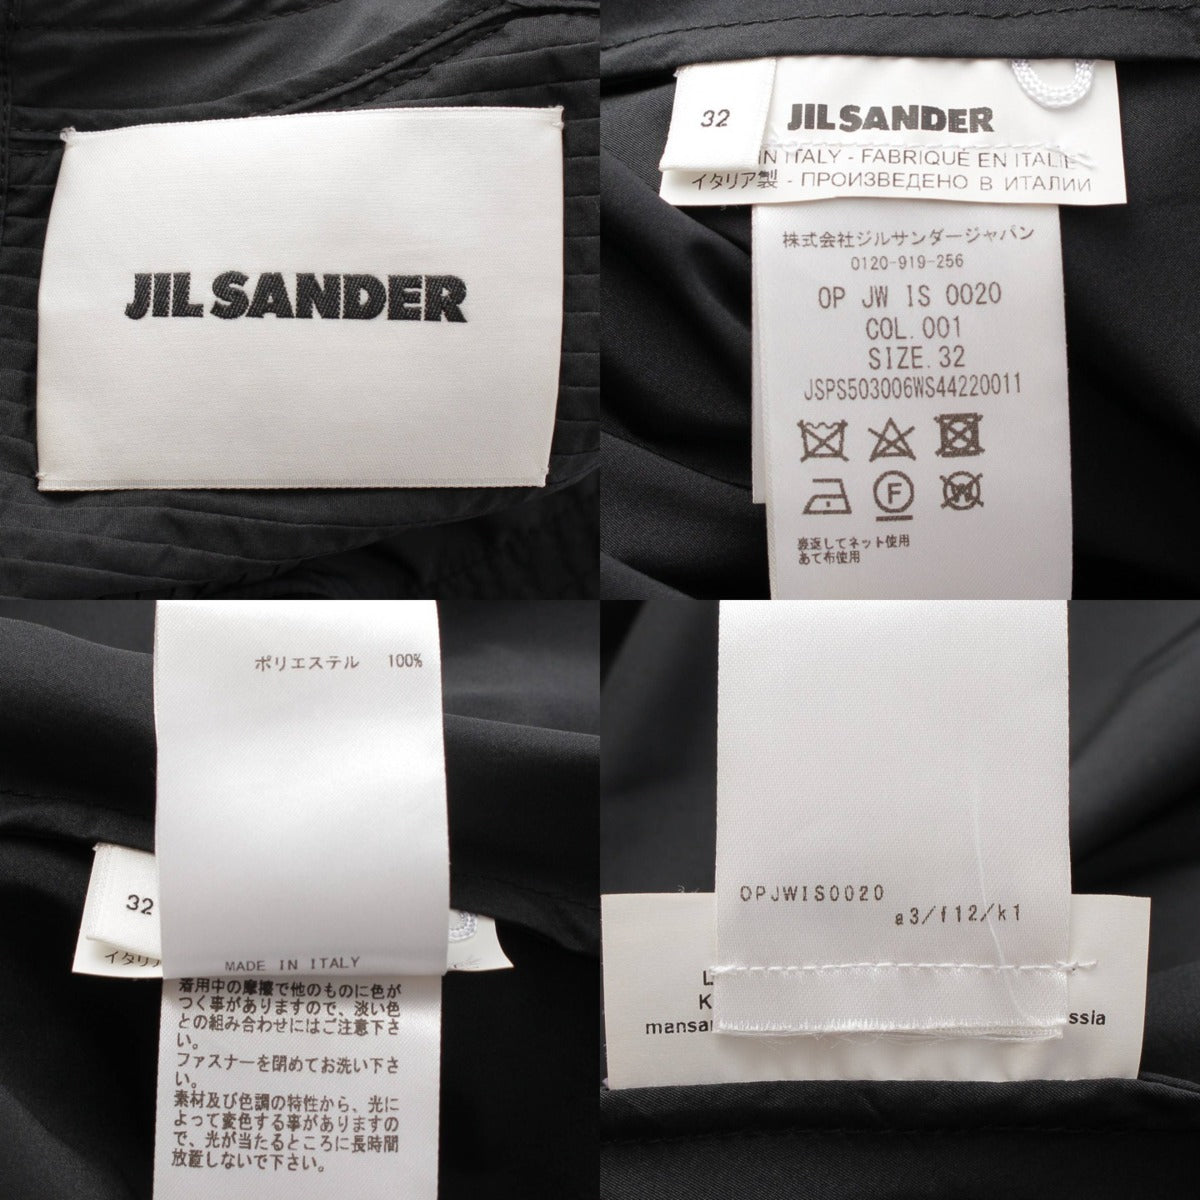 JIL SANDER
32
JIL SANDER
IN ITALY - FABRIQUÉ EN ITALIE
イタリア製 - ПРОИЗВЕДЕНО В ИТАЛИИ
株式会社ジルサンダージャパン
0120-919-256
OP JW IS 0020
COL.001
SIZE.32
JSPS503006WS44220011
F
W
裏返してネット使用
あて布使用
ポリエステル 100%
32
イタリア
MADE IN ITALY
着用中の摩擦で他のものに色が
つく事がありますので、淡い色
との組み合わせにはご注意下さ
い。
ファスナーを閉めてお洗い下さ
い。
素材及び色調の特性から、光に
よって変色する事がありますの
で、光が当たるところに長時間
放置しないで下さい。
OPJWIS0020
a3/f12/k1
L
K
mansar ssia